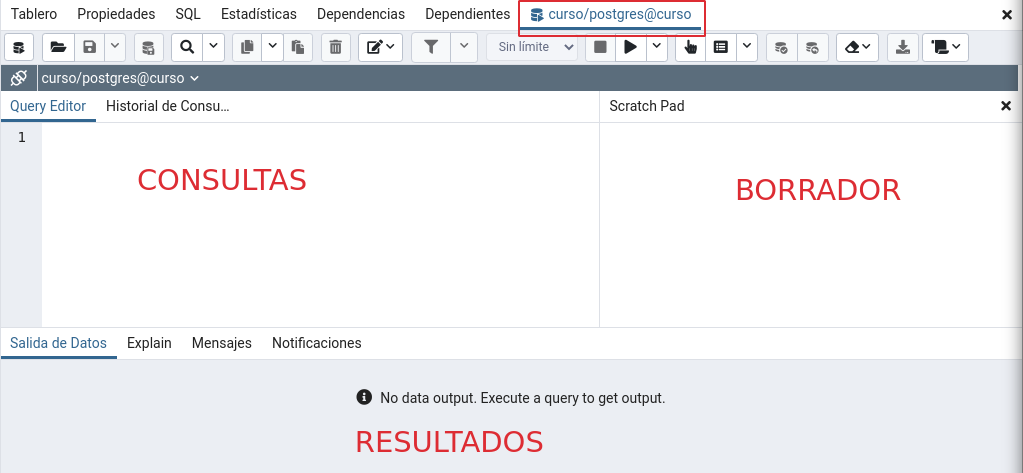 Tablero Propiedades SQL Estadísticas Dependencias Dependientes curso/postgres@curso
Sin límite
curso/postgres@curso
Query Editor Historial de Consu... Scratch Pad
1
CONSULTAS
BORRADOR
Salida de Datos Explain Mensajes Notificaciones
No data output. Execute a query to get output.
RESULTADOS